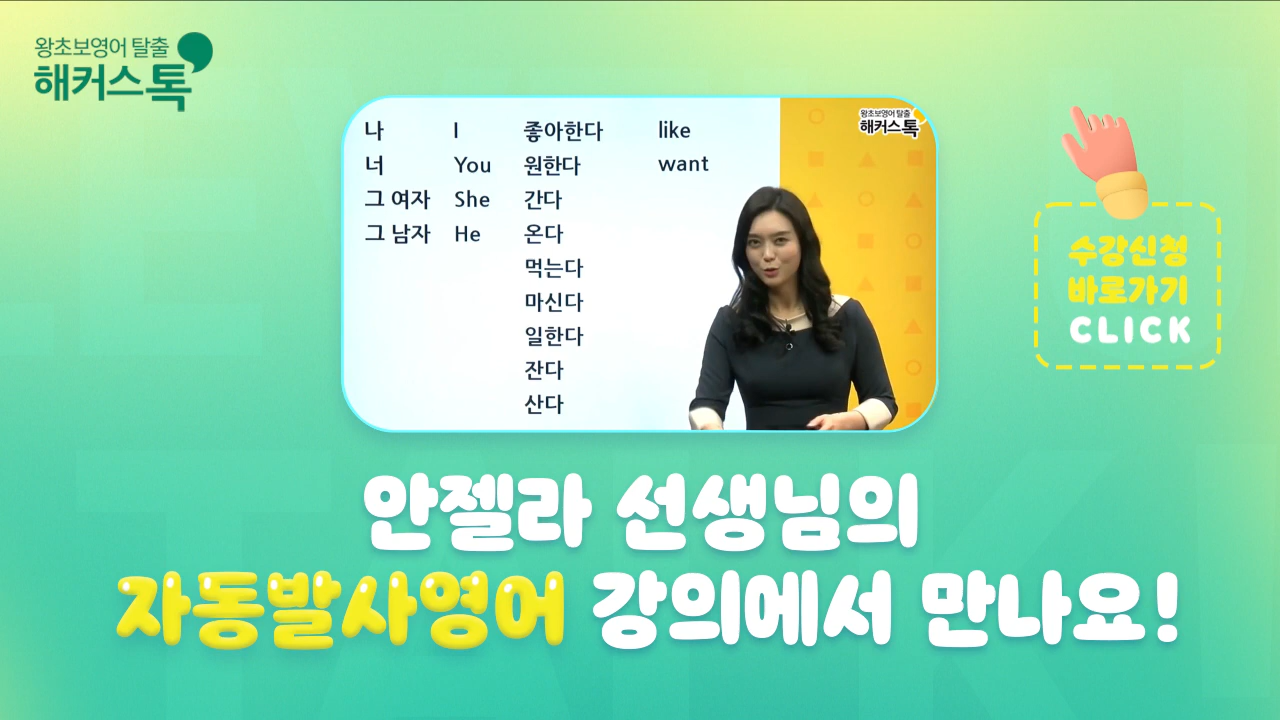 왕초보영어 탈출
해커스톡
나 I 좋아한다 like
너 You 원한다 want
그 여자 She 간다
그 남자 He 온다
먹는다
마신다
일한다
잔다
산다
왕초보영어 탈출
해커스톡
수강신청
바로가기
CLICK
안젤라 선생님의
자동발사영어 강의에서 만나요!